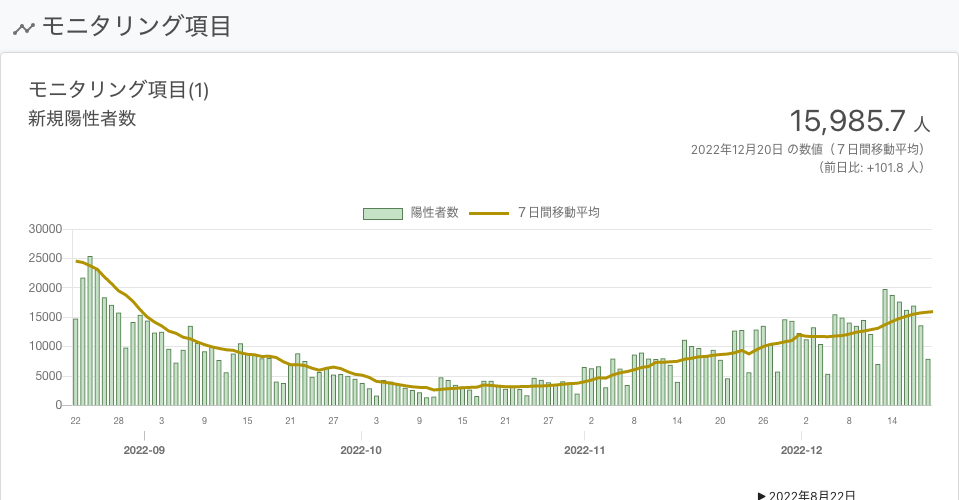 モニタリング項目
モニタリング項目(1)
新規陽性者数
15,985.7 人
2022年12月20日 の数値（７日間移動平均）
（前日比: +101.8 人）
陽性者数 ７日間移動平均
30000
25000
20000
15000
10000
5000
0
22 28 3 9 15 21 27 3 9 15 21 27 2 8 14 20 26 2 8 14
2022-09 2022-10 2022-11 2022-12
▶ 2022年8月22日